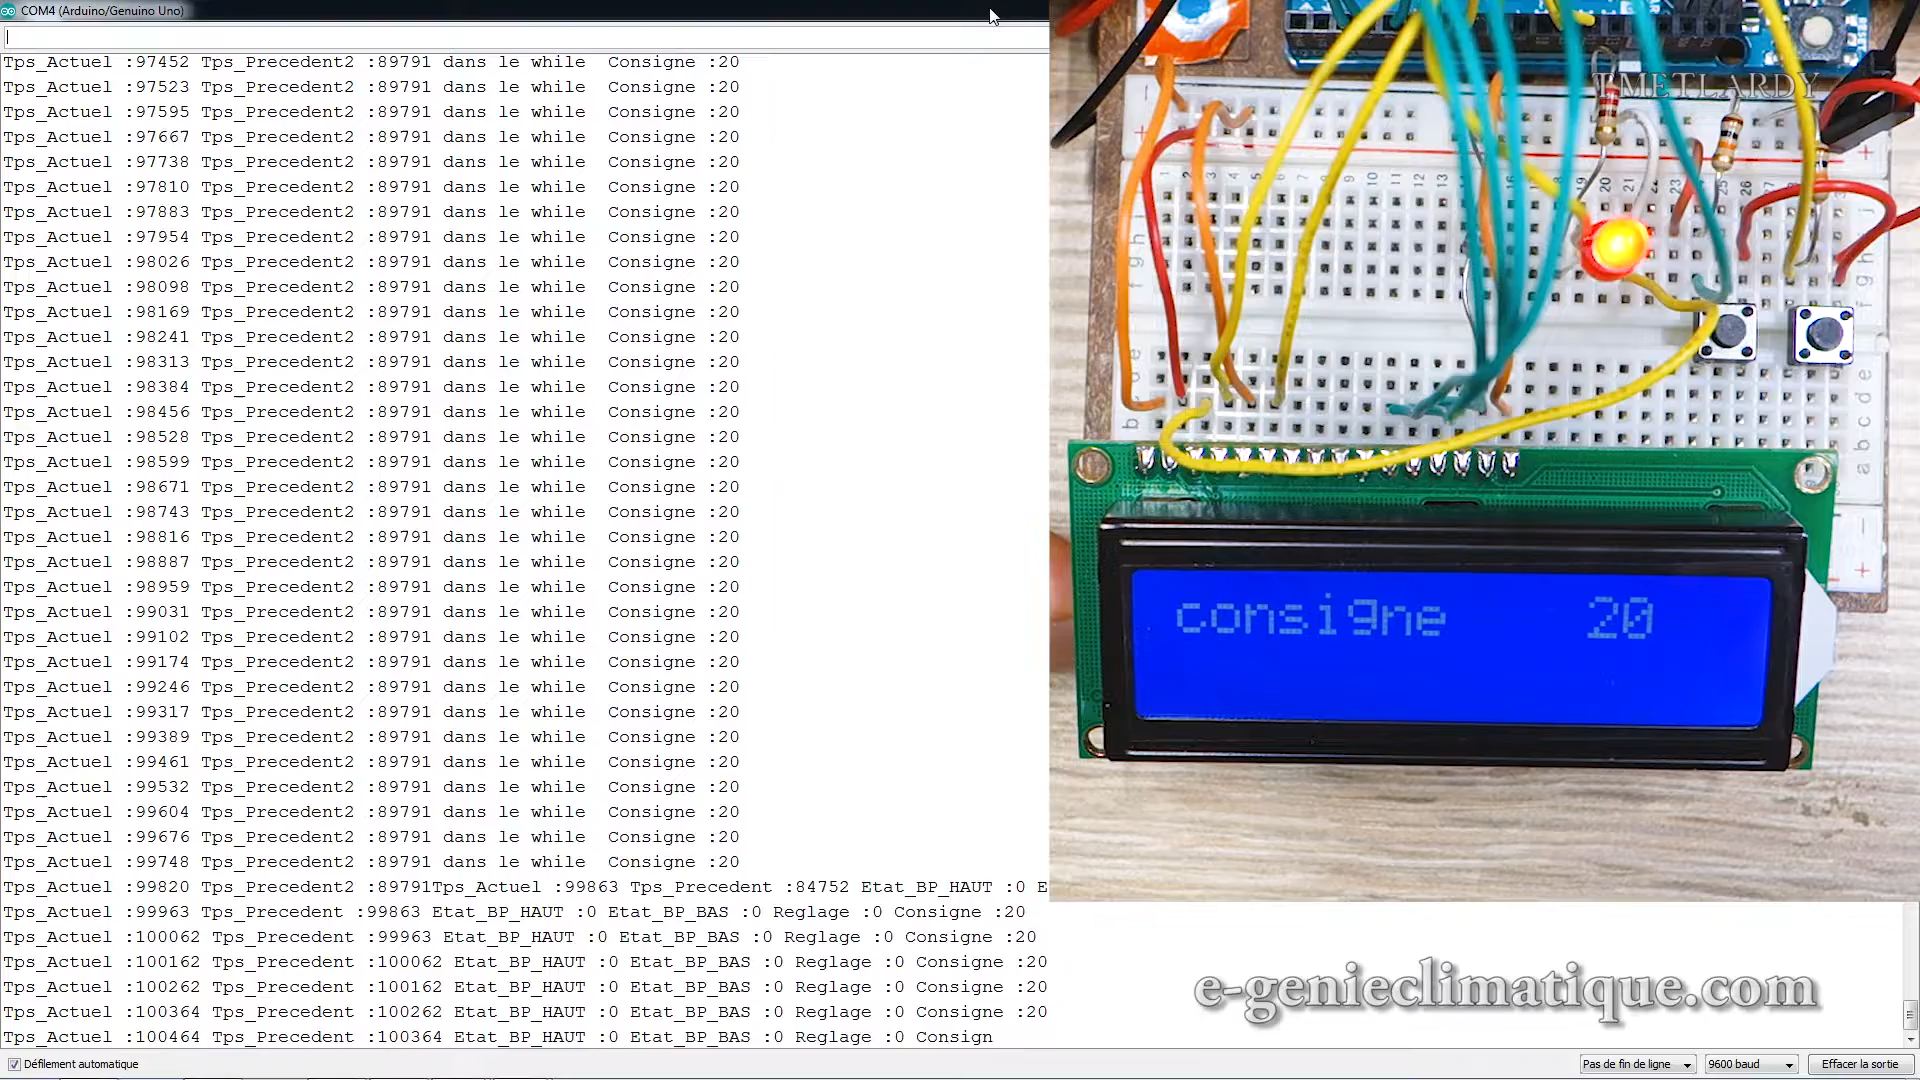 COM4 (Arduino/Genuino Uno)
Tps_Actuel :97452 Tps_Precedent2 :89791 dans le while  Consigne :20
Tps_Actuel :97523 Tps_Precedent2 :89791 dans le while  Consigne :20
Tps_Actuel :97595 Tps_Precedent2 :89791 dans le while  Consigne :20
Tps_Actuel :97667 Tps_Precedent2 :89791 dans le while  Consigne :20
Tps_Actuel :97738 Tps_Precedent2 :89791 dans le while  Consigne :20
Tps_Actuel :97810 Tps_Precedent2 :89791 dans le while  Consigne :20
Tps_Actuel :97883 Tps_Precedent2 :89791 dans le while  Consigne :20
Tps_Actuel :97954 Tps_Precedent2 :89791 dans le while  Consigne :20
Tps_Actuel :98026 Tps_Precedent2 :89791 dans le while  Consigne :20
Tps_Actuel :98098 Tps_Precedent2 :89791 dans le while  Consigne :20
Tps_Actuel :98169 Tps_Precedent2 :89791 dans le while  Consigne :20
Tps_Actuel :98241 Tps_Precedent2 :89791 dans le while  Consigne :20
Tps_Actuel :98313 Tps_Precedent2 :89791 dans le while  Consigne :20
Tps_Actuel :98384 Tps_Precedent2 :89791 dans le while  Consigne :20
Tps_Actuel :98456 Tps_Precedent2 :89791 dans le while  Consigne :20
Tps_Actuel :98528 Tps_Precedent2 :89791 dans le while  Consigne :20
Tps_Actuel :98599 Tps_Precedent2 :89791 dans le while  Consigne :20
Tps_Actuel :98671 Tps_Precedent2 :89791 dans le while  Consigne :20
Tps_Actuel :98743 Tps_Precedent2 :89791 dans le while  Consigne :20
Tps_Actuel :98816 Tps_Precedent2 :89791 dans le while  Consigne :20
Tps_Actuel :98887 Tps_Precedent2 :89791 dans le while  Consigne :20
Tps_Actuel :98959 Tps_Precedent2 :89791 dans le while  Consigne :20
Tps_Actuel :99031 Tps_Precedent2 :89791 dans le while  Consigne :20
Tps_Actuel :99102 Tps_Precedent2 :89791 dans le while  Consigne :20
Tps_Actuel :99174 Tps_Precedent2 :89791 dans le while  Consigne :20
Tps_Actuel :99246 Tps_Precedent2 :89791 dans le while  Consigne :20
Tps_Actuel :99317 Tps_Precedent2 :89791 dans le while  Consigne :20
Tps_Actuel :99389 Tps_Precedent2 :89791 dans le while  Consigne :20
Tps_Actuel :99461 Tps_Precedent2 :89791 dans le while  Consigne :20
Tps_Actuel :99532 Tps_Precedent2 :89791 dans le while  Consigne :20
Tps_Actuel :99604 Tps_Precedent2 :89791 dans le while  Consigne :20
Tps_Actuel :99676 Tps_Precedent2 :89791 dans le while  Consigne :20
Tps_Actuel :99748 Tps_Precedent2 :89791 dans le while  Consigne :20
Tps_Actuel :99820 Tps_Precedent2 :89791Tps_Actuel :99863 Tps_Precedent :84752 Etat_BP_HAUT :0 E
Tps_Actuel :99963 Tps_Precedent :99863 Etat_BP_HAUT :0 Etat_BP_BAS :0 Reglage :0 Consigne :20
Tps_Actuel :100062 Tps_Precedent :99963 Etat_BP_HAUT :0 Etat_BP_BAS :0 Reglage :0 Consigne :20
Tps_Actuel :100162 Tps_Precedent :100062 Etat_BP_HAUT :0 Etat_BP_BAS :0 Reglage :0 Consigne :20
Tps_Actuel :100262 Tps_Precedent :100162 Etat_BP_HAUT :0 Etat_BP_BAS :0 Reglage :0 Consigne :20
Tps_Actuel :100364 Tps_Precedent :100262 Etat_BP_HAUT :0 Etat_BP_BAS :0 Reglage :0 Consigne :20
Tps_Actuel :100464 Tps_Precedent :100364 Etat_BP_HAUT :0 Etat_BP_BAS :0 Reglage :0 Consign
Défilement automatique
Pas de fin de ligne
9600 baud
Effacer la sortie
TMETLARDY
consigne 20
e-genieclimatique.com